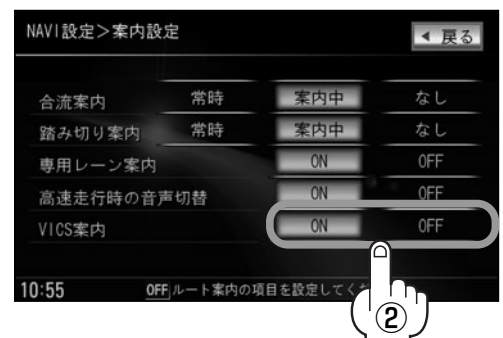 NAVI設定＞案内設定
◀ 戻る
合流案内 常時 案内中 なし
踏み切り案内 常時 案内中 なし
専用レーン案内 ON OFF
高速走行時の音声切替 ON OFF
VICS案内 ON OFF
10:55 OFF ルート案内の項目を設定してく
②